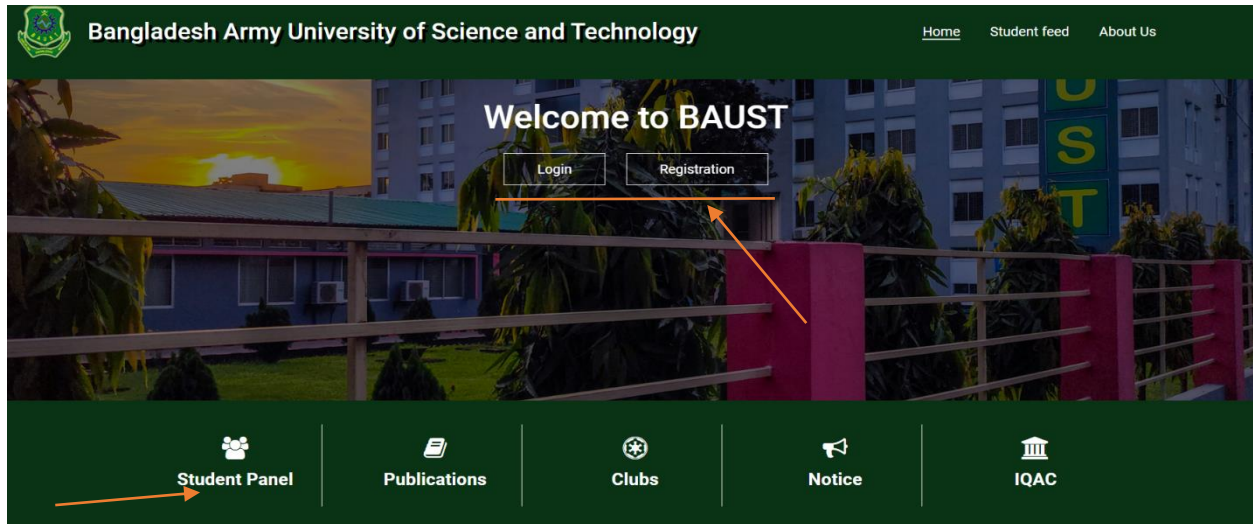 Bangladesh Army University of Science and Technology
Home Student feed About Us
Welcome to BAUST
Login Registration
U
S
T
Student Panel Publications Clubs Notice IQAC